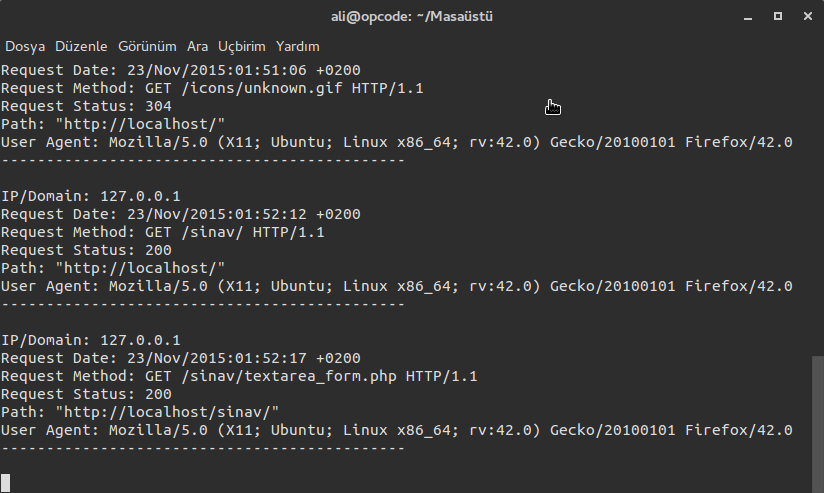 ali@opcode: ~/Masaüstü
Dosya Düzenle Görünüm Ara Uçbirim Yardım
Request Date: 23/Nov/2015:01:51:06 +0200
Request Method: GET /icons/unknown.gif HTTP/1.1
Request Status: 304
Path: "http://localhost/"
User Agent: Mozilla/5.0 (X11; Ubuntu; Linux x86_64; rv:42.0) Gecko/20100101 Firefox/42.0
---------------------------------------------
IP/Domain: 127.0.0.1
Request Date: 23/Nov/2015:01:52:12 +0200
Request Method: GET /sinav/ HTTP/1.1
Request Status: 200
Path: "http://localhost/"
User Agent: Mozilla/5.0 (X11; Ubuntu; Linux x86_64; rv:42.0) Gecko/20100101 Firefox/42.0
---------------------------------------------
IP/Domain: 127.0.0.1
Request Date: 23/Nov/2015:01:52:17 +0200
Request Method: GET /sinav/textarea_form.php HTTP/1.1
Request Status: 200
Path: "http://localhost/sinav/"
User Agent: Mozilla/5.0 (X11; Ubuntu; Linux x86_64; rv:42.0) Gecko/20100101 Firefox/42.0
---------------------------------------------